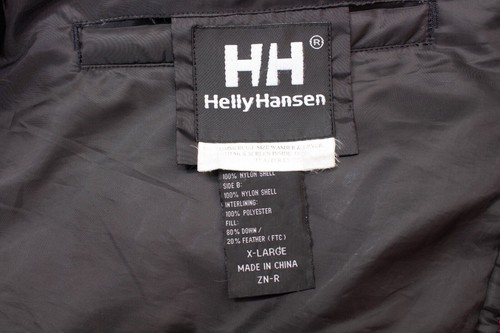 HH®
HellyHansen
100% NYLON SHELL
SIDE B:
100% NYLON SHELL
INTERLINING:
100% POLYESTER
FILL:
80% DOWN/
20% FEATHER (FTC)
X-LARGE
MADE IN CHINA
ZN-R